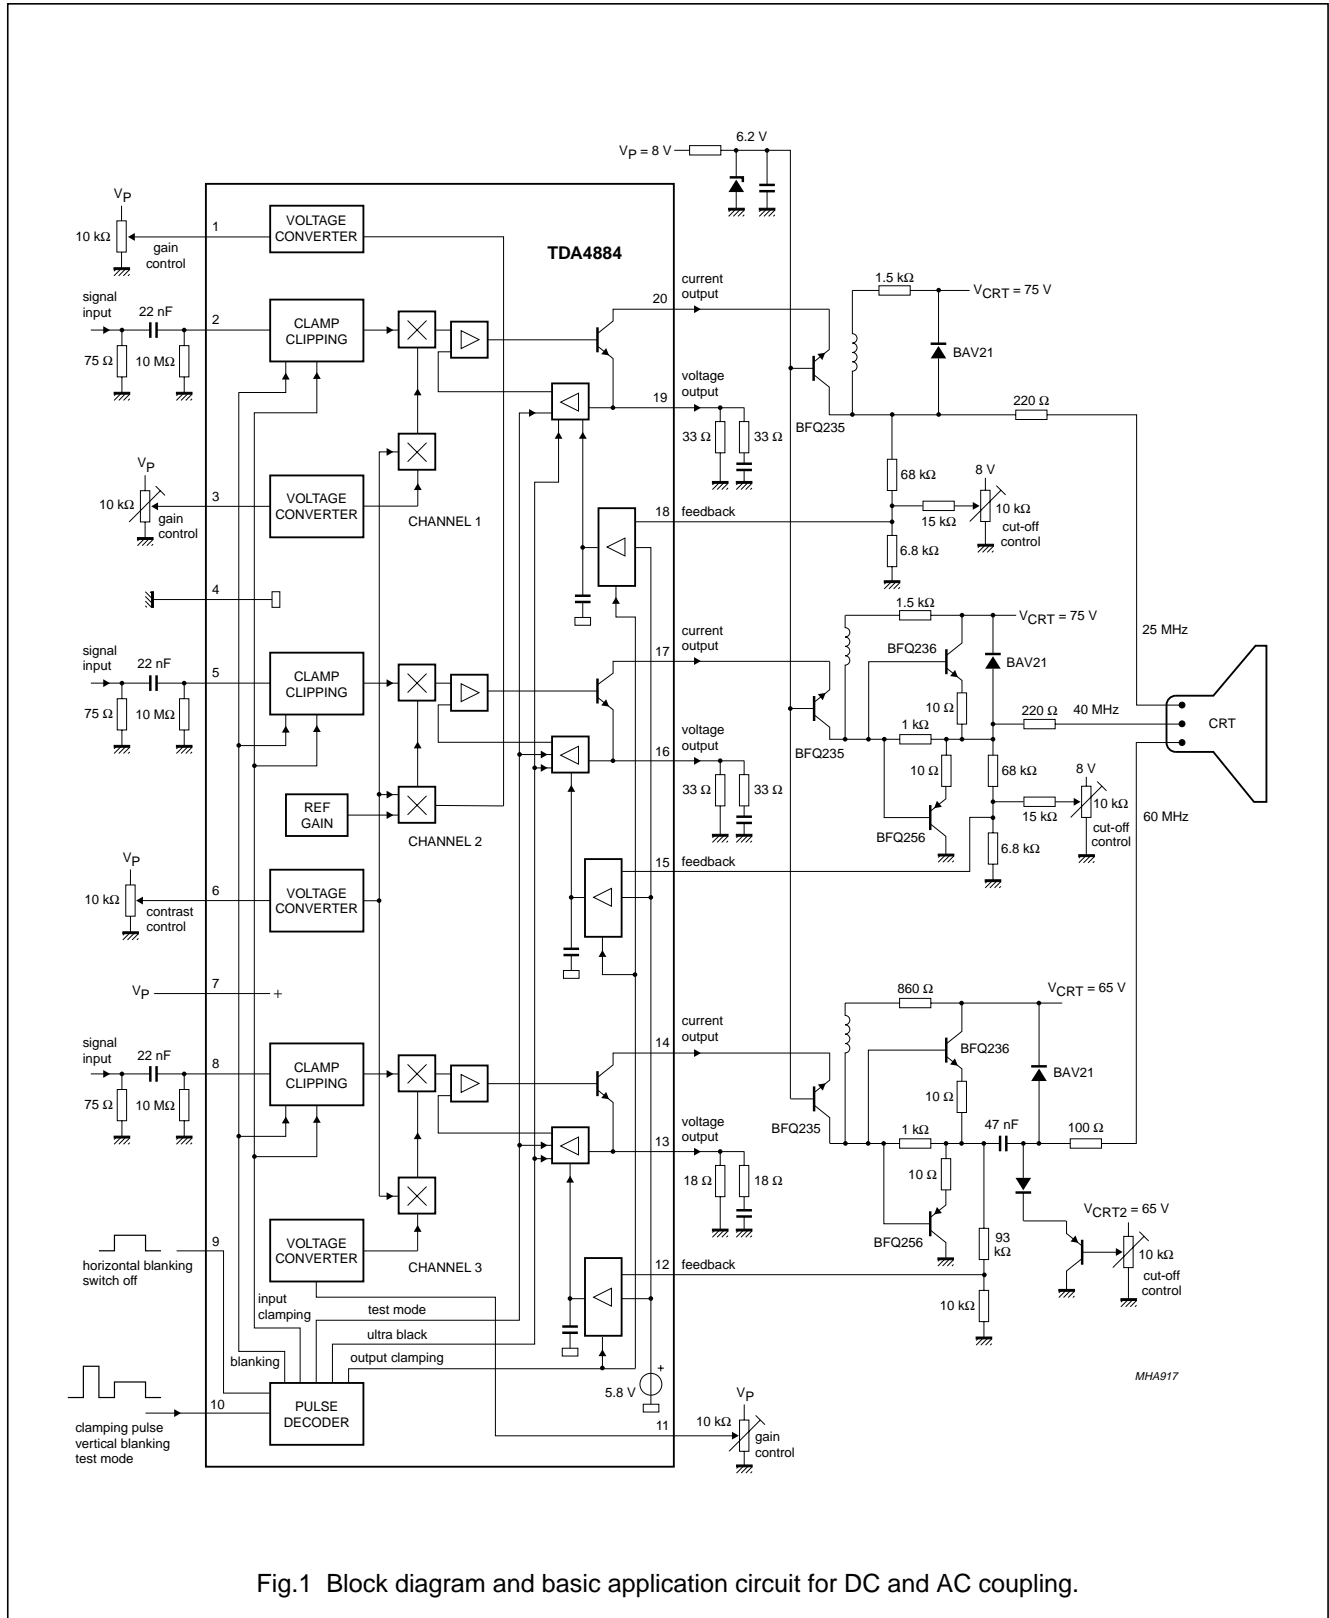 6.2 V
VP = 8 V
VP
10 kΩ
gain
control
1
VOLTAGE
CONVERTER
TDA4884
signal
input
22 nF
75 Ω
10 MΩ
2
CLAMP
CLIPPING
20
current
output
1.5 kΩ
VCRT = 75 V
BAV21
BFQ235
220 Ω
19
voltage
output
33 Ω
33 Ω
VP
10 kΩ
gain
control
3
VOLTAGE
CONVERTER
CHANNEL 1
18
feedback
68 kΩ
15 kΩ
8 V
10 kΩ
cut-off
control
6.8 kΩ
4
signal
input
22 nF
75 Ω
10 MΩ
5
CLAMP
CLIPPING
17
current
output
1.5 kΩ
VCRT = 75 V
25 MHz
BFQ236
BAV21
10 Ω
BFQ235
1 kΩ
220 Ω
40 MHz
CRT
16
voltage
output
33 Ω
33 Ω
10 Ω
68 kΩ
15 kΩ
8 V
10 kΩ
cut-off
control
60 MHz
BFQ256
6.8 kΩ
REF
GAIN
CHANNEL 2
15
feedback
VP
10 kΩ
contrast
control
6
VOLTAGE
CONVERTER
VP
7
+
signal
input
22 nF
75 Ω
10 MΩ
8
CLAMP
CLIPPING
14
current
output
860 Ω
VCRT = 65 V
BFQ236
BAV21
10 Ω
BFQ235
1 kΩ
47 nF
100 Ω
13
voltage
output
18 Ω
18 Ω
10 Ω
BFQ256
93
kΩ
VCRT2 = 65 V
10 kΩ
cut-off
control
9
horizontal blanking
switch off
VOLTAGE
CONVERTER
CHANNEL 3
12
feedback
10 kΩ
input
clamping
test mode
ultra black
blanking
output clamping
+
5.8 V
10
PULSE
DECODER
clamping pulse
vertical blanking
test mode
11
VP
10 kΩ
gain
control
MHA917
Fig.1 Block diagram and basic application circuit for DC and AC coupling.